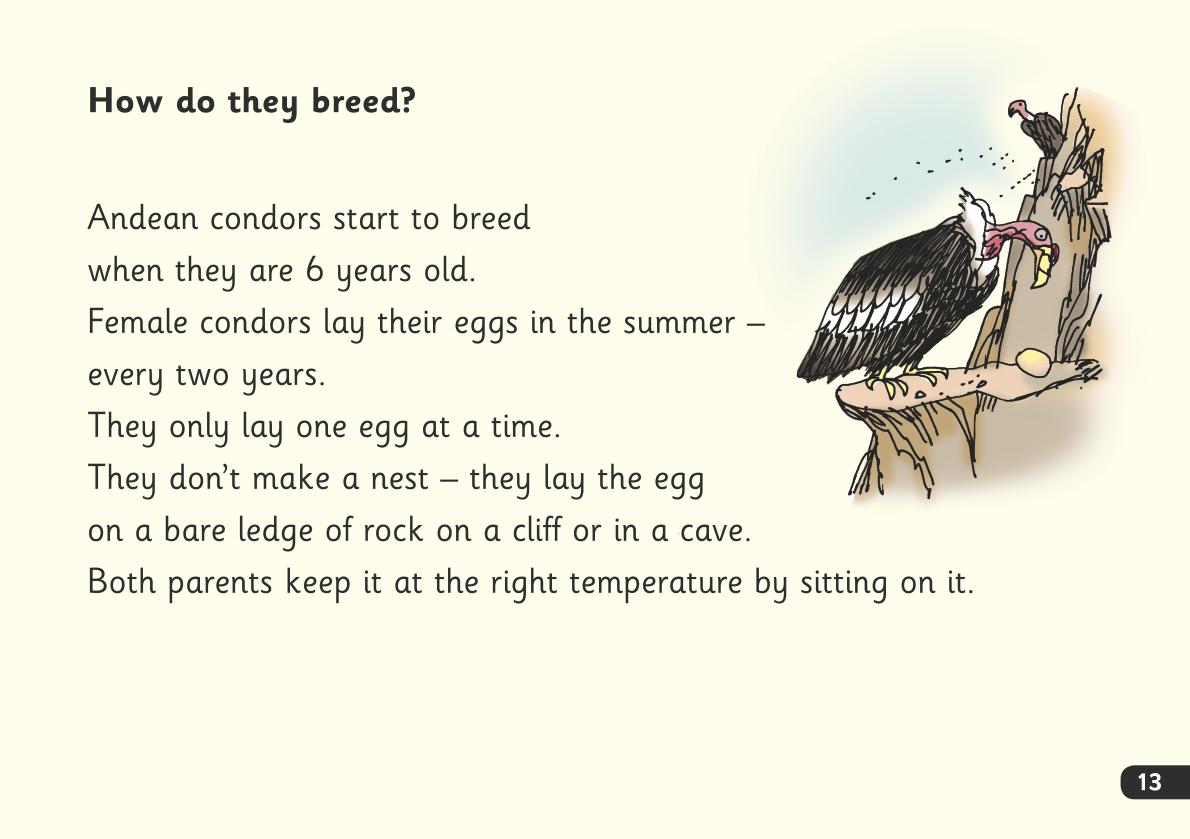 How do they breed?
Andean condors start to breed
when they are 6 years old.
Female condors lay their eggs in the summer –
every two years.
They only lay one egg at a time.
They don’t make a nest – they lay the egg
on a bare ledge of rock on a cliff or in a cave.
Both parents keep it at the right temperature by sitting on it.
13